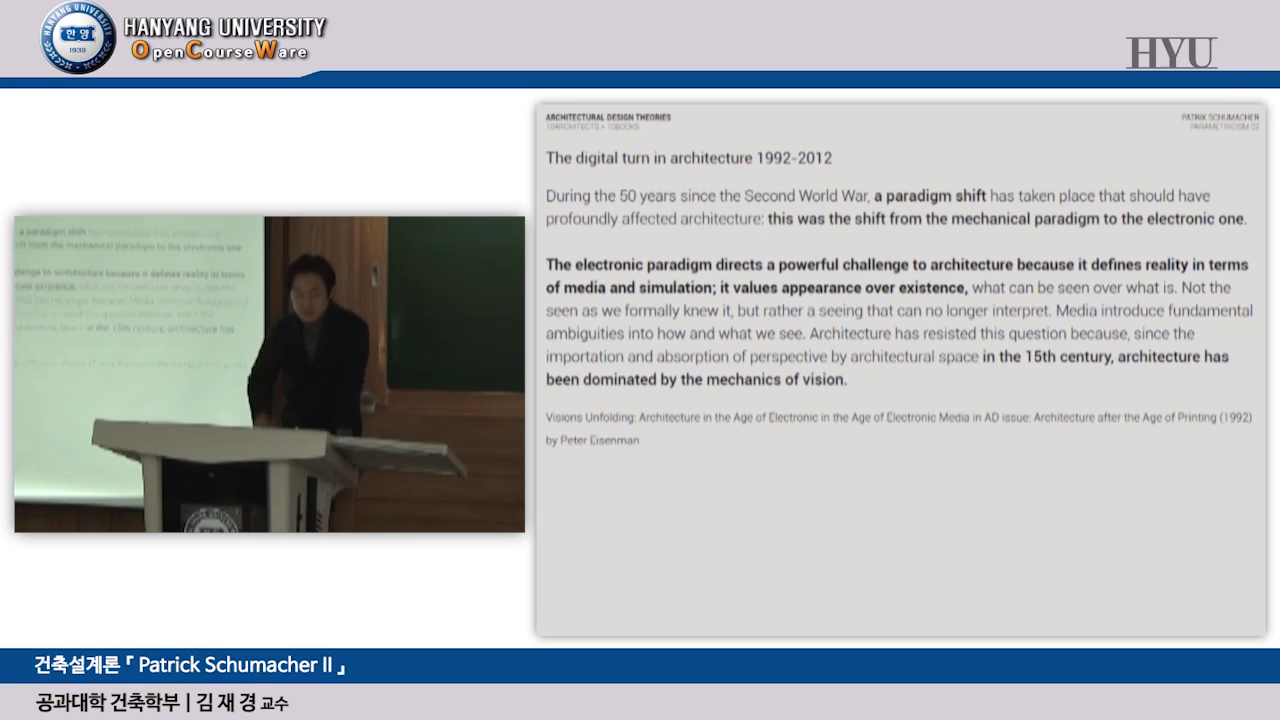 HANYANG UNIVERSITY
한양
1939
HANYANG UNIVERSITY
OpenCourseWare
HYU
ARCHITECTURAL DESIGN THEORIES
10ARCHITECTS + 10BOOKS
PATRIK SCHUMACHER
PARAMETRICISM 02
The digital turn in architecture 1992-2012
During the 50 years since the Second World War, a paradigm shift has taken place that should have
profoundly affected architecture: this was the shift from the mechanical paradigm to the electronic one.
The electronic paradigm directs a powerful challenge to architecture because it defines reality in terms
of media and simulation; it values appearance over existence, what can be seen over what is. Not the
seen as we formally knew it, but rather a seeing that can no longer interpret. Media introduce fundamental
ambiguities into how and what we see. Architecture has resisted this question because, since the
importation and absorption of perspective by architectural space in the 15th century, architecture has
been dominated by the mechanics of vision.
Visions Unfolding: Architecture in the Age of Electronic in the Age of Electronic Media in AD issue: Architecture after the Age of Printing (1992)
by Peter Eisenman
건축설계론「 Patrick Schumacher II 」
공과대학 건축학부 | 김 재 경 교수